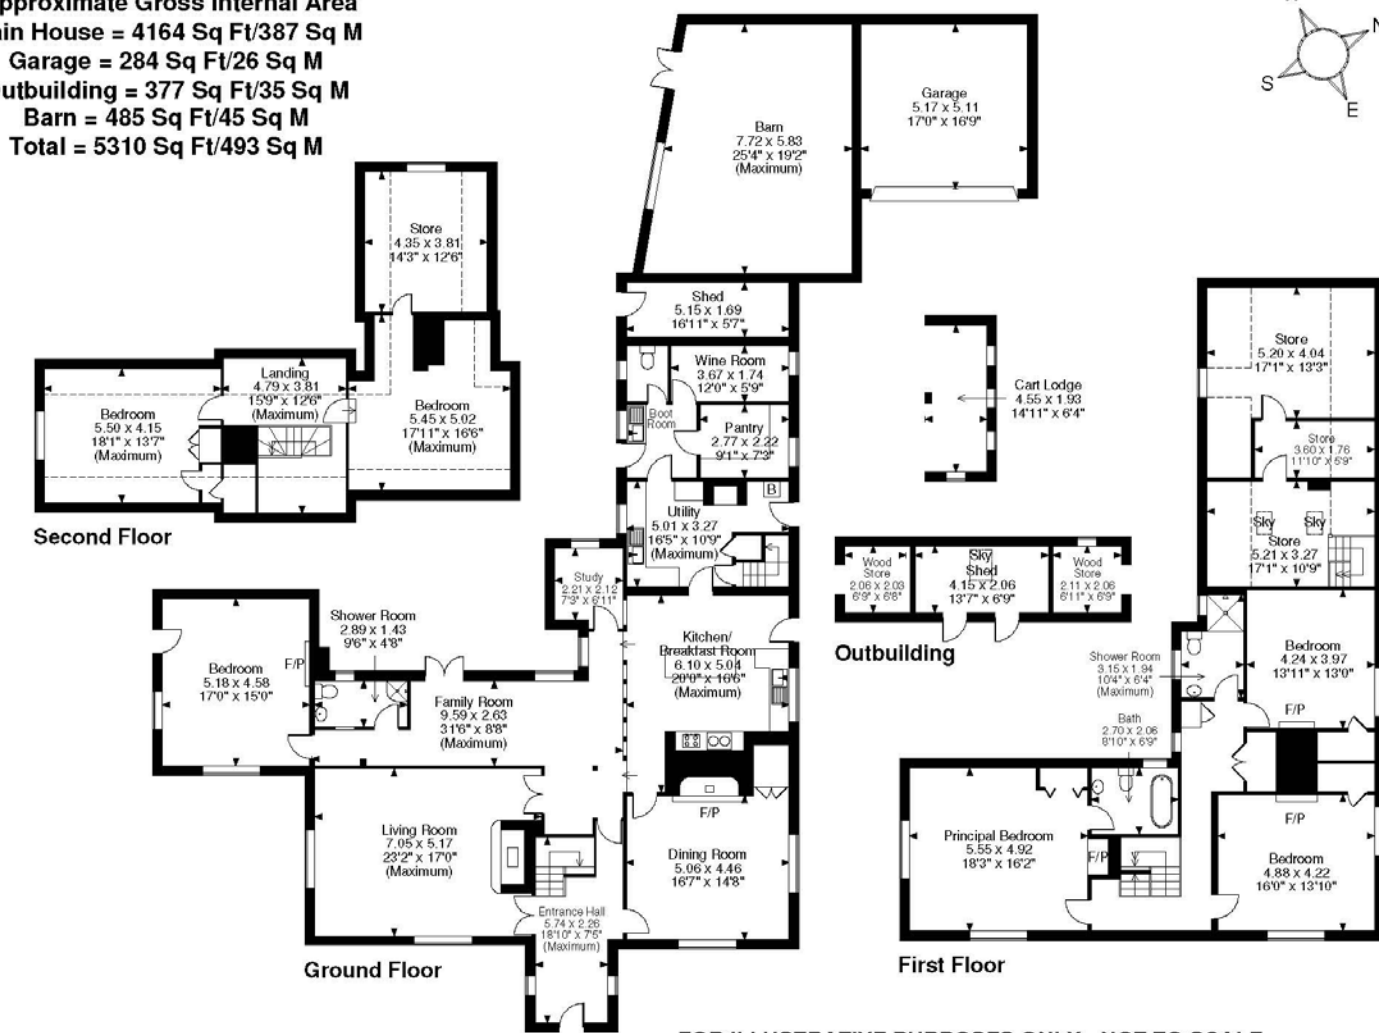 pproximate Gross Internal Area
in House = 4164 Sq Ft/387 Sq M
Garage = 284 Sq Ft/26 Sq M
utbuilding = 377 Sq Ft/35 Sq M
Barn = 485 Sq Ft/45 Sq M
Total = 5310 Sq Ft/493 Sq M
N
S
E
Barn
7.72 x 5.83
25'4" x 19'2"
(Maximum)
Garage
5.17 x 5.11
17'0" x 16'9"
Store
4.35 x 3.81
14'3" x 12'6"
Landing
4.79 x 3.81
15'9" x 12'6"
(Maximum)
Bedroom
5.50 x 4.15
18'1" x 13'7"
(Maximum)
Bedroom
5.45 x 5.02
17'11" x 16'6"
(Maximum)
Second Floor
Shed
5.15 x 1.69
16'11" x 5'7"
Wine Room
3.67 x 1.74
12'0" x 5'9"
Boot
Room
Pantry
2.77 x 2.22
9'1" x 7'3"
B
Utility
5.01 x 3.27
16'5" x 10'9"
(Maximum)
Study
2.21 x 2.12
7'3" x 6'11"
Shower Room
2.89 x 1.43
9'6" x 4'8"
Kitchen/
Breakfast Room
6.10 x 5.04
20'0" x 16'6"
(Maximum)
Bedroom
5.18 x 4.58
17'0" x 15'0"
F/P
Family Room
9.59 x 2.63
31'6" x 8'8"
(Maximum)
Living Room
7.05 x 5.17
23'2" x 17'0"
(Maximum)
F/P
Dining Room
5.06 x 4.46
16'7" x 14'8"
Entrance Hall
5.74 x 2.26
18'10" x 7'5"
(Maximum)
Ground Floor
Cart Lodge
4.55 x 1.93
14'11" x 6'4"
Wood
Store
2.06 x 2.03
6'9" x 6'8"
Sky
Shed
4.15 x 2.06
13'7" x 6'9"
Wood
Store
2.11 x 2.06
6'11" x 6'9"
Outbuilding
Store
5.20 x 4.04
17'1" x 13'3"
Store
3.60 x 1.76
11'10" x 5'9"
Sky Sky
Store
5.21 x 3.27
17'1" x 10'9"
Shower Room
3.15 x 1.94
10'4" x 6'4"
(Maximum)
Bedroom
4.24 x 3.97
13'11" x 13'0"
F/P
Bath
2.70 x 2.06
8'10" x 6'9"
Principal Bedroom
5.55 x 4.92
18'3" x 16'2"
F/P
F/P
Bedroom
4.88 x 4.22
16'0" x 13'10"
First Floor
FOR ILLUSTRATIVE PURPOSES ONLY - NOT TO SCALE